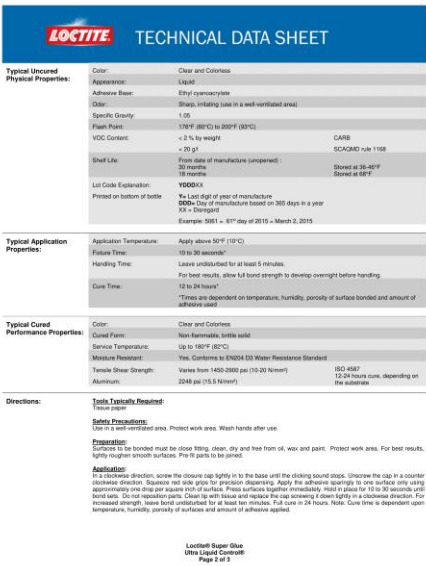 LOCTITE. TECHNICAL DATA SHEET
Typical Uncured
Physical Properties:
Color: Clear and Colorless
Appearance: Liquid
Adhesive Base: Ethyl cyanoacrylate
Odor: Sharp, irritating (use in a well-ventilated area)
Specific Gravity: 1.05
Flash Point: 176°F (80°C) to 200°F (93°C)
VOC Content: < 2 % by weight CARB
< 20 g/l SCAQMD rule 1168
Shelf Life: From date of manufacture (unopened) :
30 months Stored at 36-46°F
18 months Stored at 68°F
Lot Code Explanation: YDDDXX
Printed on bottom of bottle Y= Last digit of year of manufacture
DDD= Day of manufacture based on 365 days in a year
XX = Disregard
Example: 5061 = 61st day of 2015 = March 2, 2015
Typical Application
Properties:
Application Temperature: Apply above 50°F (10°C)
Fixture Time: 10 to 30 seconds*
Handling Time: Leave undisturbed for at least 5 minutes.
For best results, allow full bond strength to develop overnight before handling.
Cure Time: 12 to 24 hours*
*Times are dependent on temperature, humidity, porosity of surface bonded and amount of
adhesive used
Typical Cured
Performance Properties:
Color: Clear and Colorless
Cured Form: Non-flammable, brittle solid
Service Temperature: Up to 180°F (82°C)
Moisture Resistant: Yes. Conforms to EN204 D3 Water Resistance Standard
Tensile Shear Strength: Varies from 1450-2900 psi (10-20 N/mm²) ISO 4587
12-24 hours cure, depending on
the substrate
Aluminum: 2248 psi (15.5 N/mm²)
Directions:
Tools Typically Required:
Tissue paper
Safety Precautions:
Use in a well-ventilated area. Protect work area. Wash hands after use.
Preparation:
Surfaces to be bonded must be close fitting, clean, dry and free from oil, wax and paint. Protect work area. For best results,
lightly roughen smooth surfaces. Pre-fit parts to be joined.
Application:
In a clockwise direction, screw the closure cap tightly in to the base until the clicking sound stops. Unscrew the cap in a counter
clockwise direction. Squeeze red side grips for precision dispensing. Apply the adhesive sparingly to one surface only using
approximately one drop per square inch of surface. Press surfaces together immediately. Hold in place for 10 to 30 seconds until
bond sets. Do not reposition parts. Clean tip with tissue and replace the cap screwing it down tightly in a clockwise direction. For
increased strength, leave bond undisturbed for at least ten minutes. Full cure in 24 hours. Note: Cure time is dependent upon
temperature, humidity, porosity of surfaces and amount of adhesive applied.
Loctite® Super Glue
Ultra Liquid Control®
Page 2 of 3